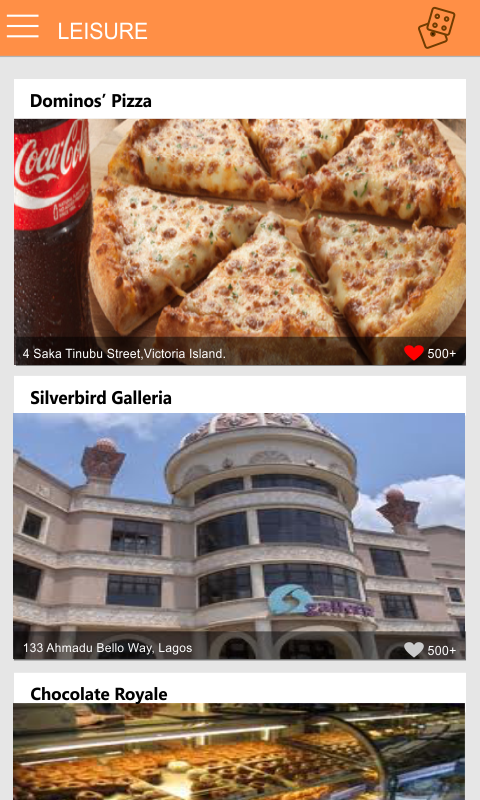 LEISURE
Dominos' Pizza
Coca-Cola
4 Saka Tinubu Street,Victoria Island.
500+
Silverbird Galleria
galleria
133 Ahmadu Bello Way, Lagos
500+
Chocolate Royale